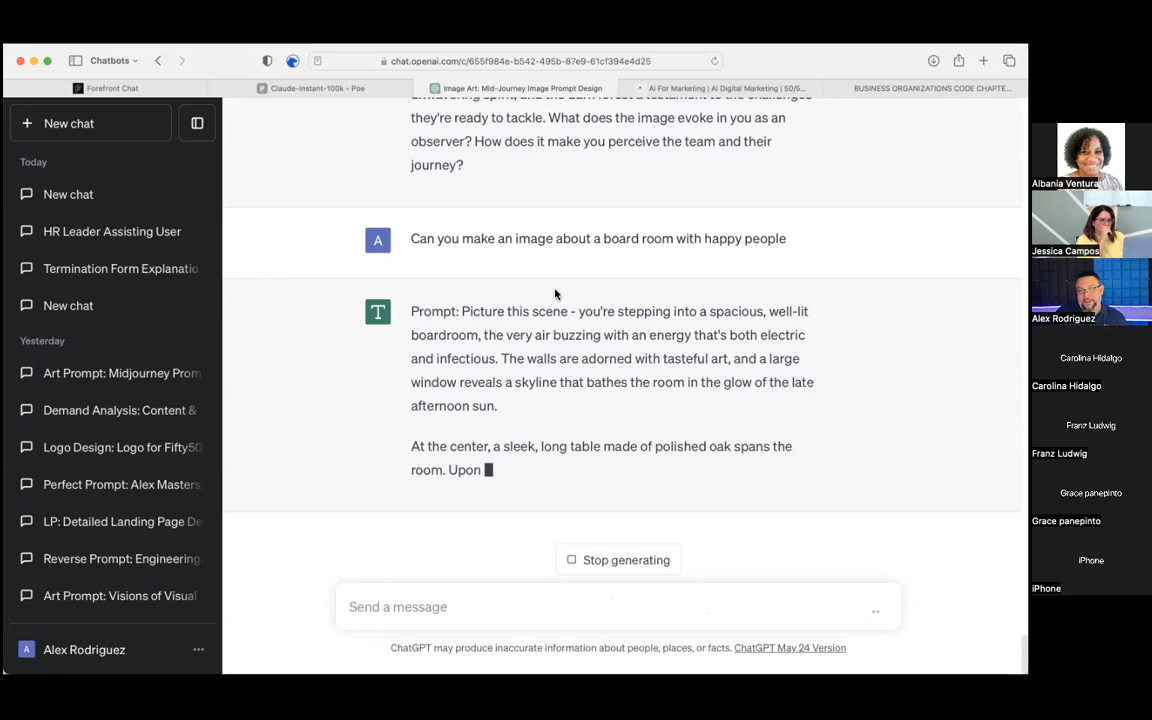 Chatbots
chat.openai.com/c/655f984e-b542-495b-87e9-61cf394e4d25
Forefront Chat
Claude-instant-100k - Poe
Image Art: Mid-Journey Image Prompt Design
Ai For Marketing | Ai Digital Marketing | 50/5...
BUSINESS ORGANIZATIONS CODE CHAPTE...
New chat
Today
New chat
HR Leader Assisting User
Termination Form Explanatio
New chat
Yesterday
Art Prompt: Midjourney Prom
Demand Analysis: Content &
Logo Design: Logo for Fifty50
Perfect Prompt: Alex Masters
LP: Detailed Landing Page De
Reverse Prompt: Engineering
Art Prompt: Visions of Visual
A
Alex Rodriguez
...
unwavering spirit, and the dark forest a testament to the challenges
they're ready to tackle. What does the image evoke in you as an
observer? How does it make you perceive the team and their
journey?
A
Can you make an image about a board room with happy people
T
Prompt: Picture this scene - you're stepping into a spacious, well-lit
boardroom, the very air buzzing with an energy that's both electric
and infectious. The walls are adorned with tasteful art, and a large
window reveals a skyline that bathes the room in the glow of the late
afternoon sun.
At the center, a sleek, long table made of polished oak spans the
room. Upon
Stop generating
Send a message
ChatGPT may produce inaccurate information about people, places, or facts. ChatGPT May 24 Version
Albania Ventura
Jessica Campos
Alex Rodriguez
Carolina Hidalgo
Carolina Hidalgo
Franz Ludwig
Franz Ludwig
Grace panepinto
Grace panepinto
iPhone
iPhone